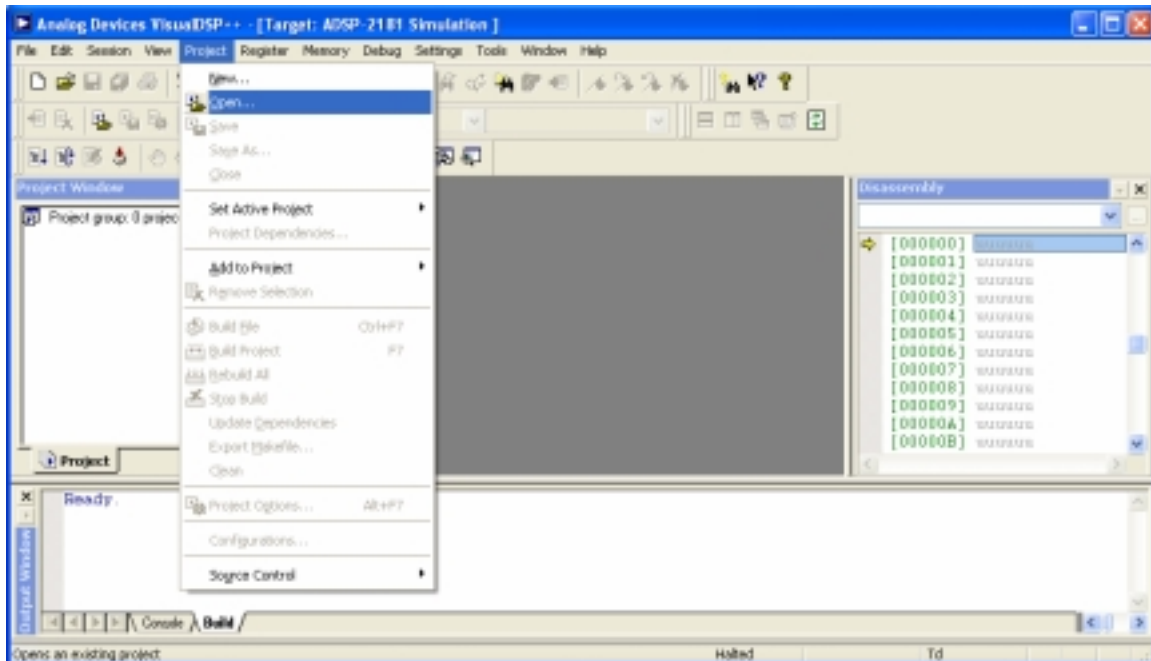 Analog Devices VisualDSP++ - [Target: ADSP-2181 Simulation ]
File Edit Session View Project Register Memory Debug Settings Tools Window Help
New...
Open...
Save
Save As...
Close
Set Active Project
Project Dependencies...
Add to Project
Remove Selection
Build File Ctrl+F7
Build Project F7
Rebuild All
Stop Build
Update Dependencies
Export Makefile...
Clean
Project Options... Alt+F7
Configurations...
Source Control
Project Window
Project group: 0 projec
Project
Disassembly
[000000]
[000001]
[000002]
[000003]
[000004]
[000005]
[000006]
[000007]
[000008]
[000009]
[00000A]
[00000B]
Output Window
Ready.
Console Build
Opens an existing project Halted Td